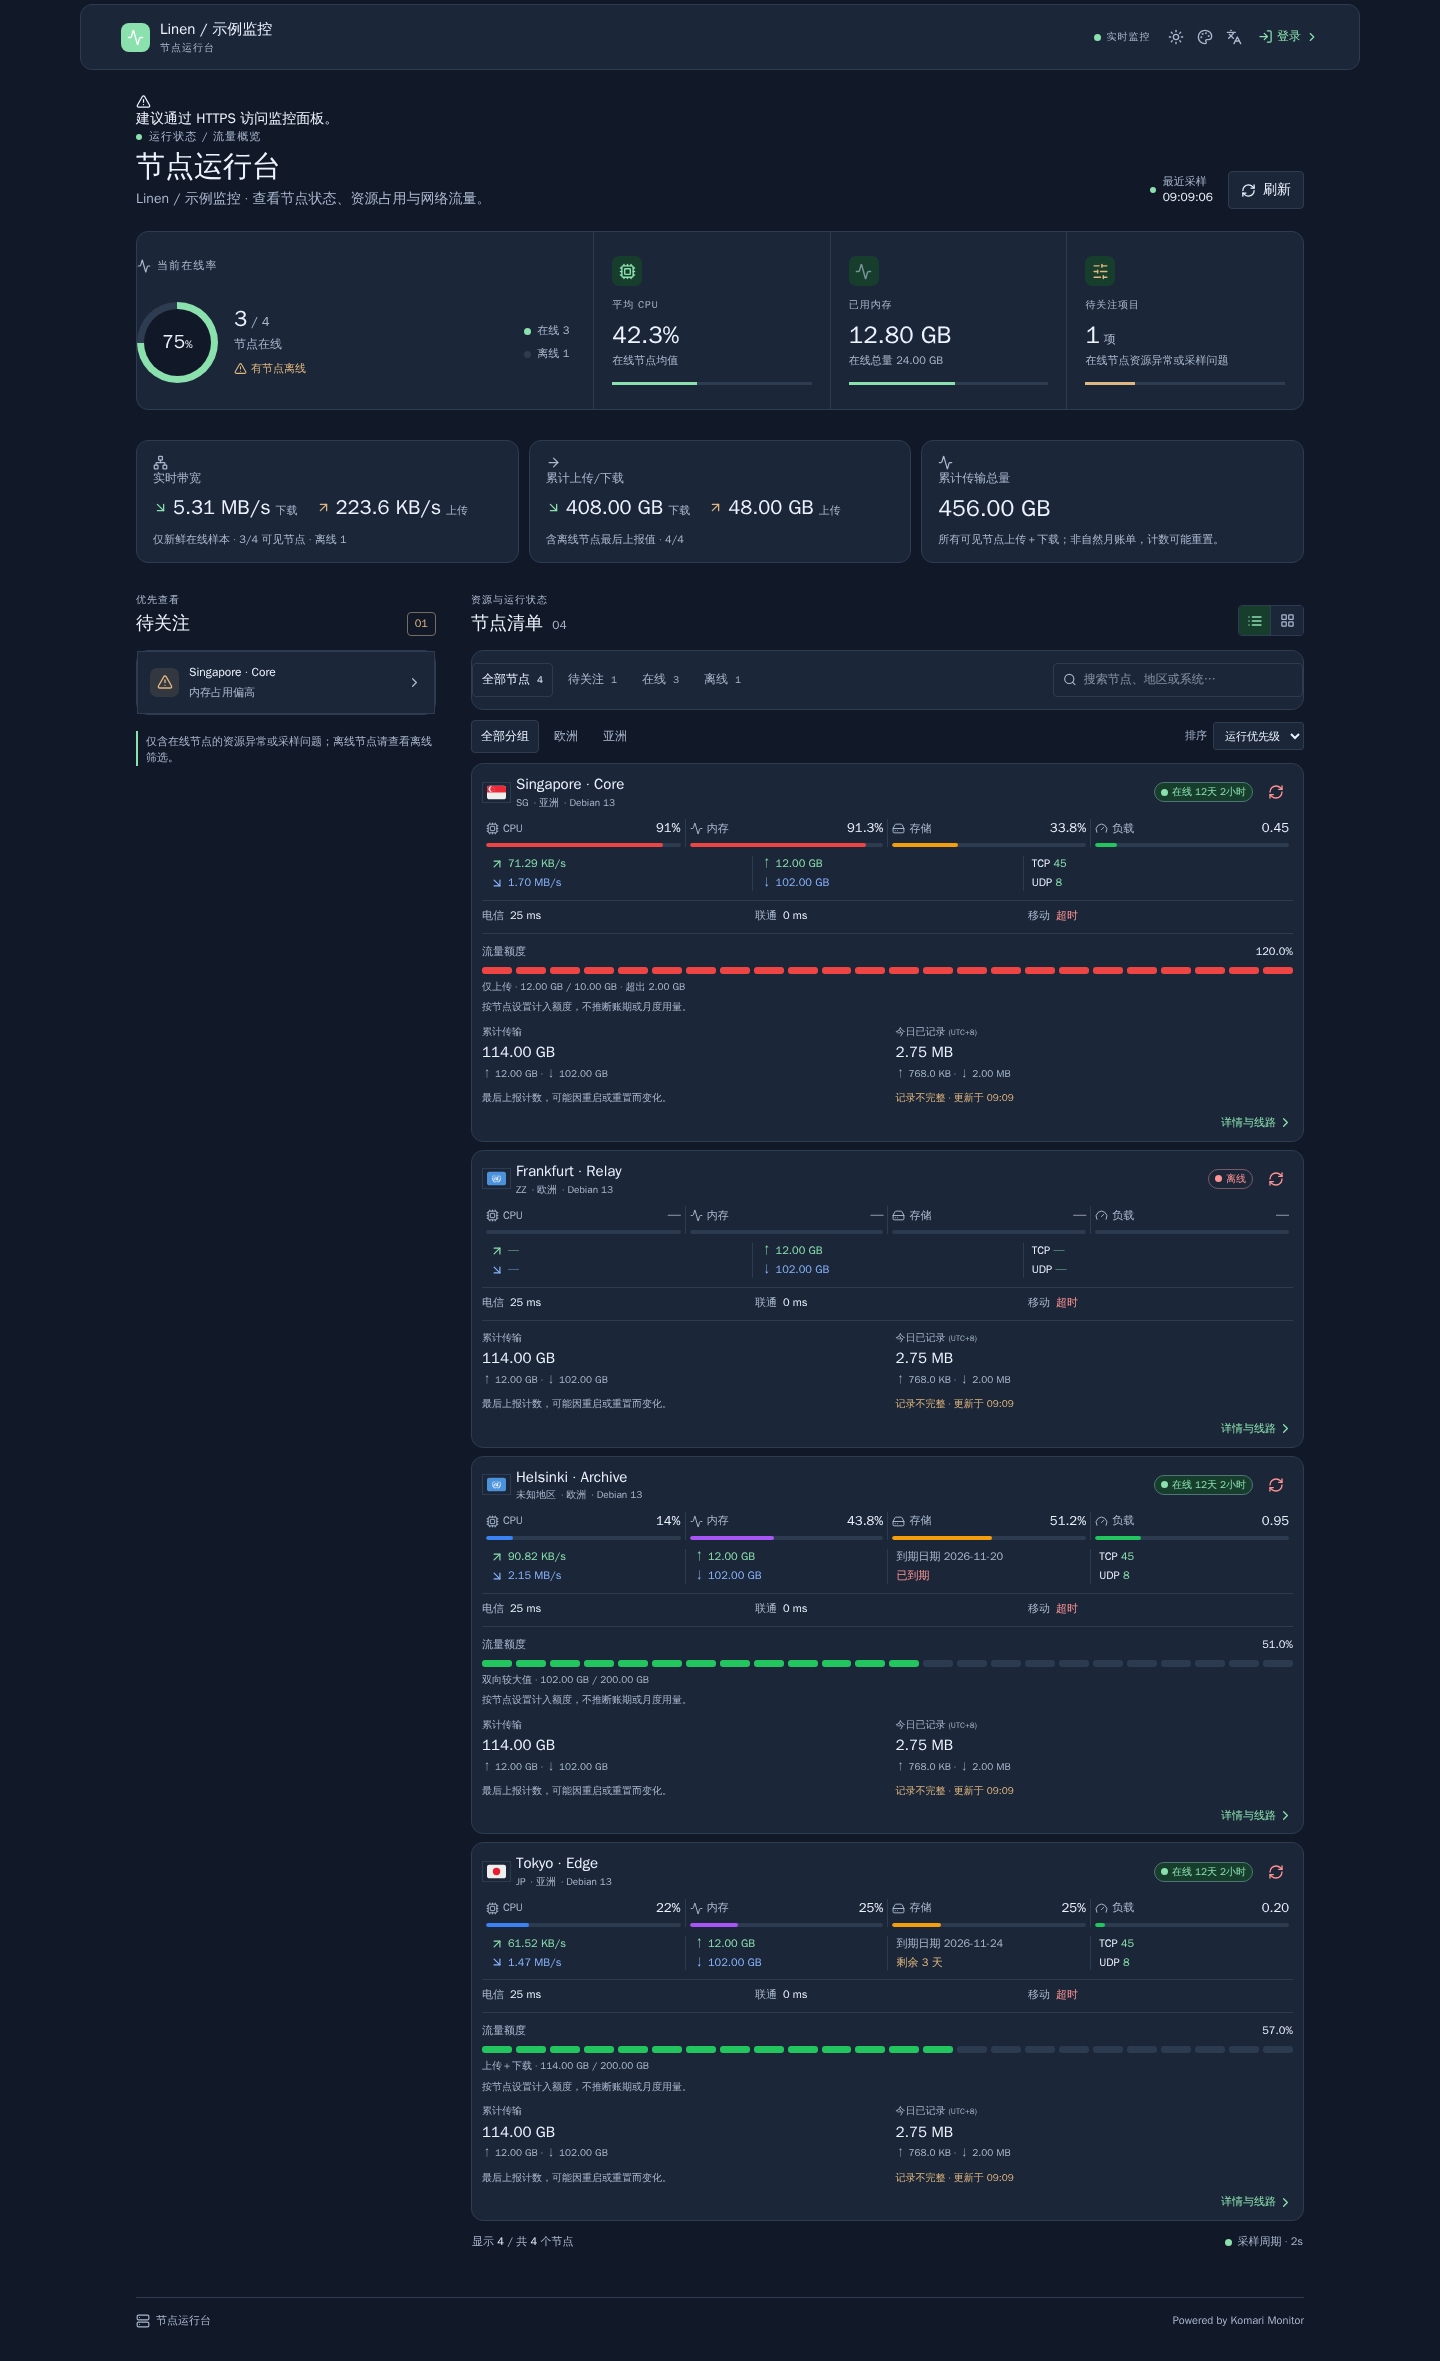 Linen / 示例监控
节点运行台
实时监控
登录
建议通过 HTTPS 访问监控面板。
运行状态 / 流量概览
节点运行台
Linen / 示例监控 · 查看节点状态、资源占用与网络流量。
最近采样
09:09:06
刷新
当前在线率
75%
3 / 4
节点在线
有节点离线
在线 3
离线 1
平均 CPU
42.3%
在线节点均值
已用内存
12.80 GB
在线总量 24.00 GB
待关注项目
1 项
在线节点资源异常或采样问题
实时带宽
5.31 MB/s 下载 223.6 KB/s 上传
仅新鲜在线样本 · 3/4 可见节点 · 离线 1
累计上传/下载
408.00 GB 下载 48.00 GB 上传
含离线节点最后上报值 · 4/4
累计传输总量
456.00 GB
所有可见节点上传 + 下载；非自然月账单，计数可能重置。
优先查看
待关注
01
Singapore · Core
内存占用偏高
仅含在线节点的资源异常或采样问题；离线节点请查看离线
筛选。
资源与运行状态
节点清单 04
全部节点 4 待关注 1 在线 3 离线 1
搜索节点、地区或系统…
全部分组 欧洲 亚洲
排序 运行优先级
Singapore · Core
SG · 亚洲 · Debian 13
在线 12天 2小时
CPU 91% 内存 91.3% 存储 33.8% 负载 0.45
71.29 KB/s ↑ 12.00 GB TCP 45
1.70 MB/s ↓ 102.00 GB UDP 8
电信 25 ms 联通 0 ms 移动 超时
流量额度 120.0%
仅上传 · 12.00 GB / 10.00 GB · 超出 2.00 GB
按节点设置计入额度，不推断账期或月度用量。
累计传输 今日已记录 (UTC+8)
114.00 GB 2.75 MB
↑ 12.00 GB · ↓ 102.00 GB ↑ 768.0 KB · ↓ 2.00 MB
最后上报计数，可能因重启或重置而变化。 记录不完整 · 更新于 09:09
详情与线路
Frankfurt · Relay
ZZ · 欧洲 · Debian 13
离线
CPU — 内存 — 存储 — 负载 —
— ↑ 12.00 GB TCP —
— ↓ 102.00 GB UDP —
电信 25 ms 联通 0 ms 移动 超时
累计传输 今日已记录 (UTC+8)
114.00 GB 2.75 MB
↑ 12.00 GB · ↓ 102.00 GB ↑ 768.0 KB · ↓ 2.00 MB
最后上报计数，可能因重启或重置而变化。 记录不完整 · 更新于 09:09
详情与线路
Helsinki · Archive
未知地区 · 欧洲 · Debian 13
在线 12天 2小时
CPU 14% 内存 43.8% 存储 51.2% 负载 0.95
90.82 KB/s ↑ 12.00 GB 到期日期 2026-11-20 TCP 45
2.15 MB/s ↓ 102.00 GB 已到期 UDP 8
电信 25 ms 联通 0 ms 移动 超时
流量额度 51.0%
双向较大值 · 102.00 GB / 200.00 GB
按节点设置计入额度，不推断账期或月度用量。
累计传输 今日已记录 (UTC+8)
114.00 GB 2.75 MB
↑ 12.00 GB · ↓ 102.00 GB ↑ 768.0 KB · ↓ 2.00 MB
最后上报计数，可能因重启或重置而变化。 记录不完整 · 更新于 09:09
详情与线路
Tokyo · Edge
JP · 亚洲 · Debian 13
在线 12天 2小时
CPU 22% 内存 25% 存储 25% 负载 0.20
61.52 KB/s ↑ 12.00 GB 到期日期 2026-11-24 TCP 45
1.47 MB/s ↓ 102.00 GB 剩余 3 天 UDP 8
电信 25 ms 联通 0 ms 移动 超时
流量额度 57.0%
上传 + 下载 · 114.00 GB / 200.00 GB
按节点设置计入额度，不推断账期或月度用量。
累计传输 今日已记录 (UTC+8)
114.00 GB 2.75 MB
↑ 12.00 GB · ↓ 102.00 GB ↑ 768.0 KB · ↓ 2.00 MB
最后上报计数，可能因重启或重置而变化。 记录不完整 · 更新于 09:09
详情与线路
显示 4 / 共 4 个节点
采样周期 · 2s
节点运行台
Powered by Komari Monitor